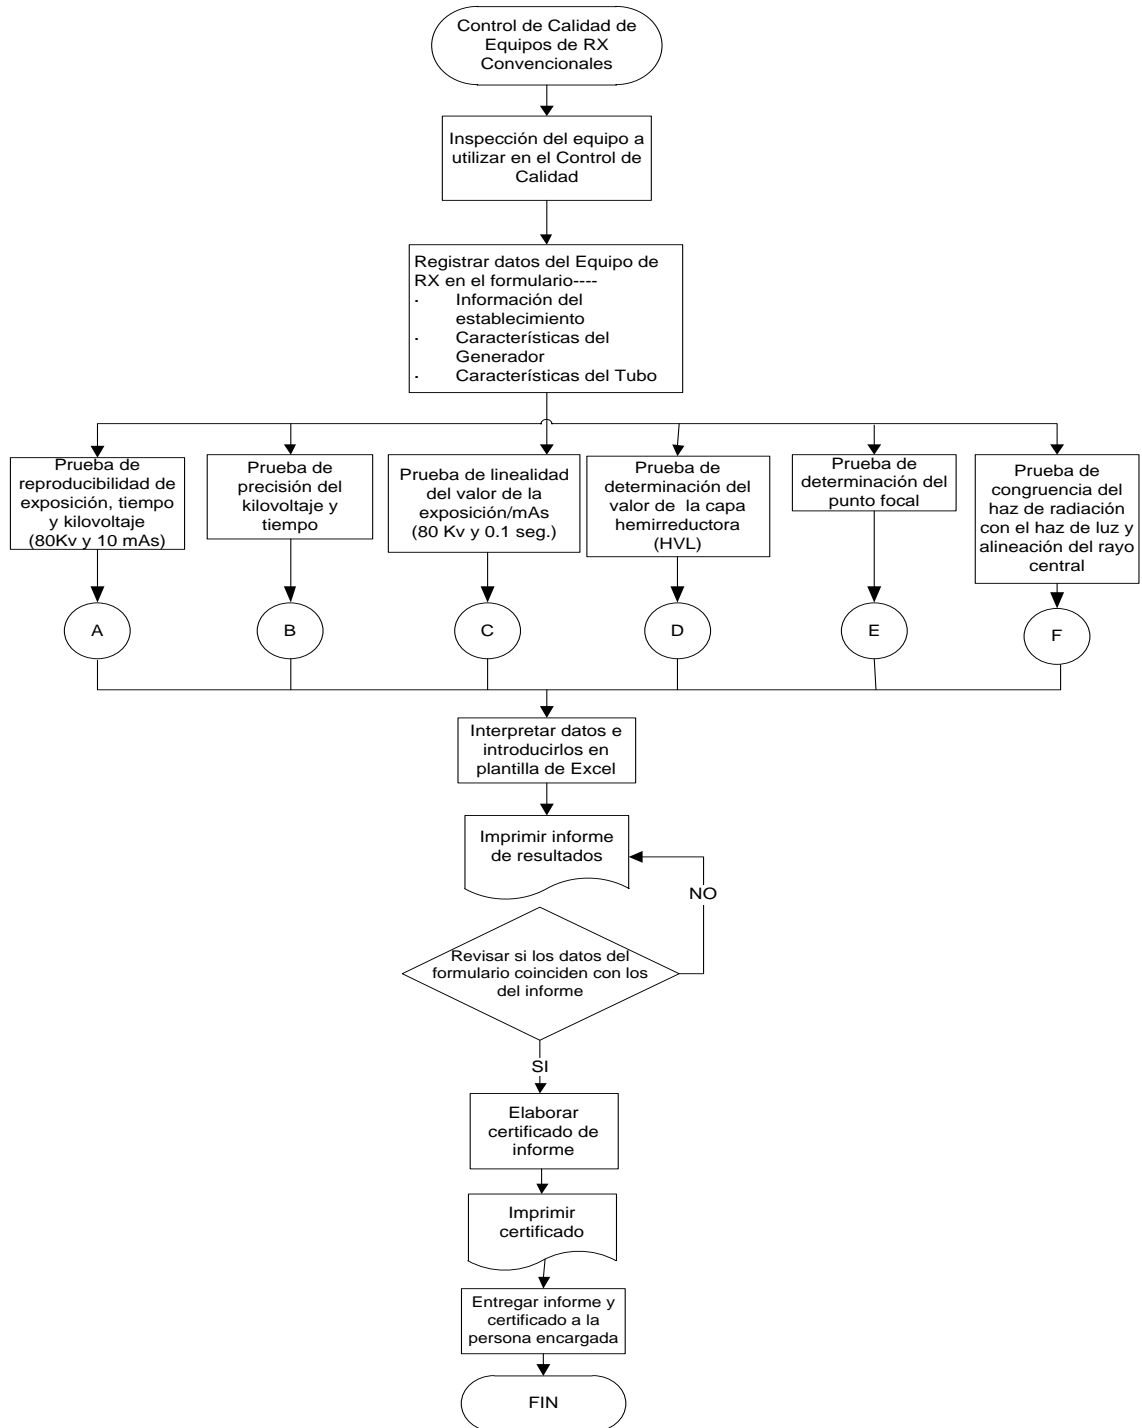 Control de Calidad de
Equipos de RX
Convencionales
Inspección del equipo a
utilizar en el Control de
Calidad
Registrar datos del Equipo de
RX en el formulario----
· Información del
establecimiento
· Características del
Generador
· Características del Tubo
Prueba de
reproducibilidad de
exposición, tiempo
y kilovoltaje
(80Kv y 10 mAs)
Prueba de
precisión del
kilovoltaje y
tiempo
Prueba de linealidad
del valor de la
exposición/mAs
(80 Kv y 0.1 seg.)
Prueba de
determinación del
valor de la capa
hemirreductora
(HVL)
Prueba de
determinación del
punto focal
Prueba de
congruencia del
haz de radiación
con el haz de luz y
alineación del rayo
central
A
B
C
D
E
F
Interpretar datos e
introducirlos en
plantilla de Excel
Imprimir informe
de resultados
NO
Revisar si los datos del
formulario coinciden con los
del informe
SI
Elaborar
certificado de
informe
Imprimir
certificado
Entregar informe y
certificado a la
persona encargada
FIN